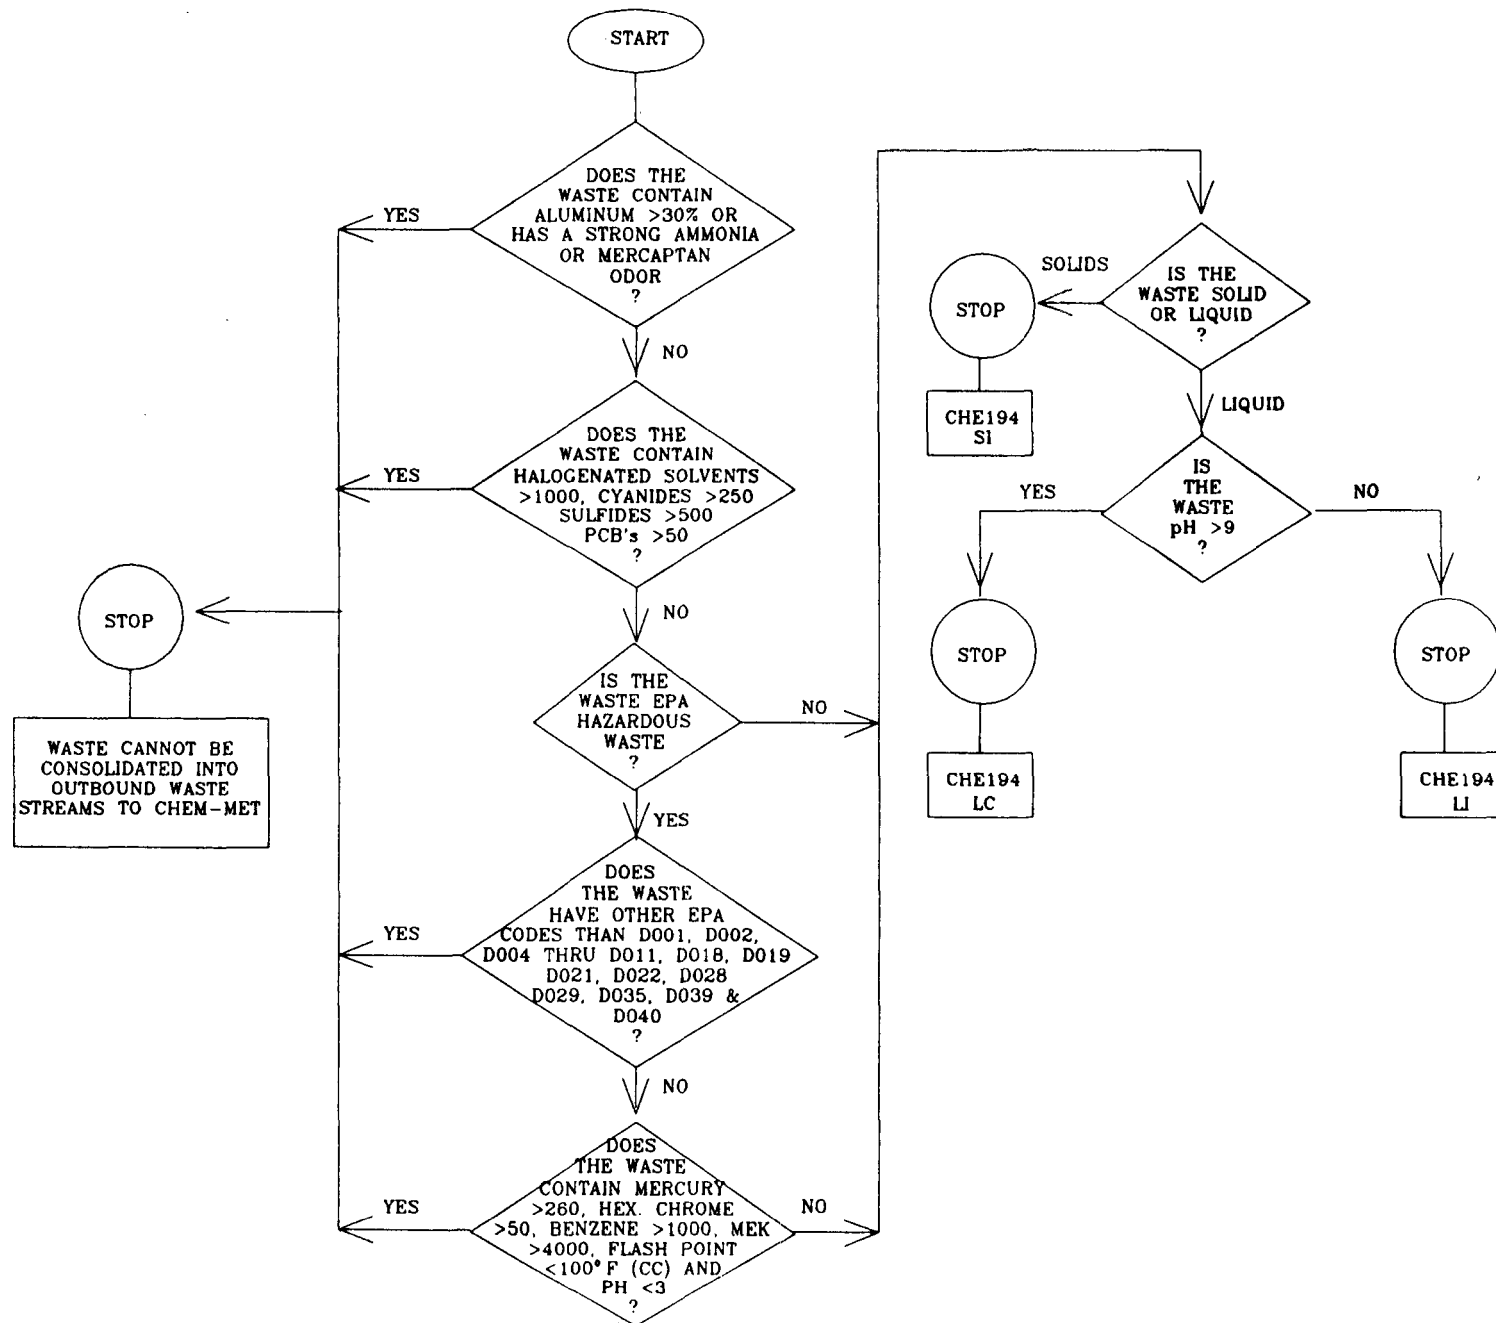 START
DOES THE
WASTE CONTAIN
ALUMINUM >30% OR
HAS A STRONG AMMONIA
OR MERCAPTAN
ODOR
?
YES
NO
DOES THE
WASTE CONTAIN
HALOGENATED SOLVENTS
>1000, CYANIDES >250
SULFIDES >500
PCB's >50
?
YES
NO
STOP
WASTE CANNOT BE
CONSOLIDATED INTO
OUTBOUND WASTE
STREAMS TO CHEM-MET
IS THE
WASTE EPA
HAZARDOUS
WASTE
?
NO
YES
DOES
THE WASTE
HAVE OTHER EPA
CODES THAN D001, D002,
D004 THRU D011, D018, D019
D021, D022, D028
D029, D035, D039 &
D040
?
YES
NO
DOES
THE WASTE
CONTAIN MERCURY
>260, HEX. CHROME
>50, BENZENE >1000, MEK
>4000, FLASH POINT
<100°F (CC) AND
PH <3
?
YES
NO
IS THE
WASTE SOLID
OR LIQUID
?
SOLIDS
STOP
CHE194
S1
LIQUID
IS
THE
WASTE
pH >9
?
YES
NO
STOP
CHE194
LC
STOP
CHE194
LI